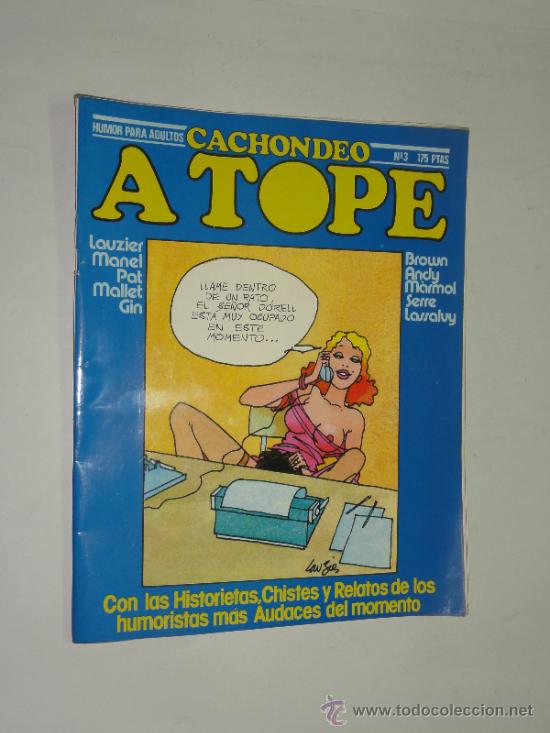 HUMOR PARA ADULTOS
CACHONDEO
Nº3 175 PTAS
A TOPE
Lauzier
Manel
Pat
Mallet
Gin
Brown
Andy
Marmol
Serre
Lassalvy
LLAME DENTRO
DE UN RATO,
EL SEÑOR DORELL
ESTÁ MUY OCUPADO
EN ESTE
MOMENTO...
Lauzier
Con las Historietas, Chistes y Relatos de los
humoristas más Audaces del momento
todocoleccion
www.todocoleccion.net